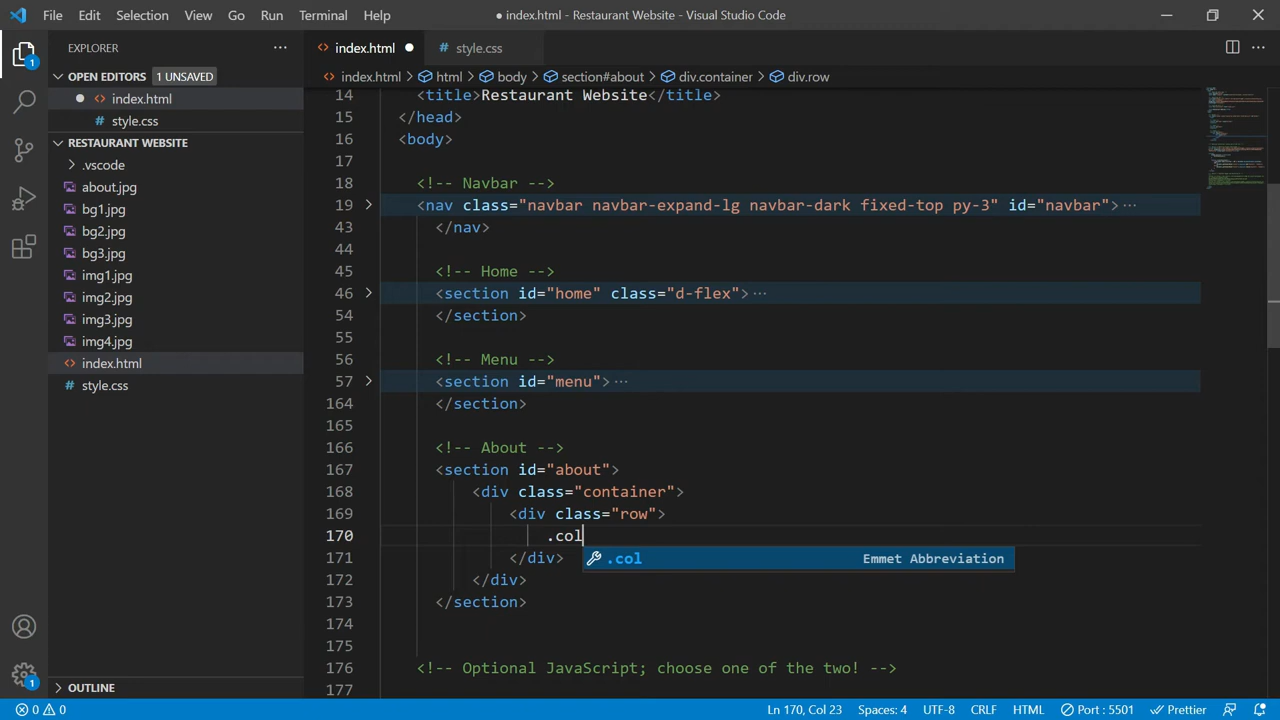 File Edit Selection View Go Run Terminal Help
● index.html - Restaurant Website - Visual Studio Code
EXPLORER
OPEN EDITORS 1 UNSAVED
index.html
style.css
RESTAURANT WEBSITE
.vscode
about.jpg
bg1.jpg
bg2.jpg
bg3.jpg
img1.jpg
img2.jpg
img3.jpg
img4.jpg
index.html
style.css
OUTLINE
1
1
index.html ● style.css
index.html > html > body > section#about > div.container > div.row
14 <title>Restaurant Website</title>
15 </head>
16 <body>
17
18 <!-- Navbar -->
19 <nav class="navbar navbar-expand-lg navbar-dark fixed-top py-3" id="navbar">···
43 </nav>
44
45 <!-- Home -->
46 <section id="home" class="d-flex">···
54 </section>
55
56 <!-- Menu -->
57 <section id="menu">···
164 </section>
165
166 <!-- About -->
167 <section id="about">
168 <div class="container">
169 <div class="row">
170 .col
.col Emmet Abbreviation
171 </div>
172 </div>
173 </section>
174
175
176 <!-- Optional JavaScript; choose one of the two! -->
177
0 0 Ln 170, Col 23 Spaces: 4 UTF-8 CRLF HTML Port : 5501 Prettier